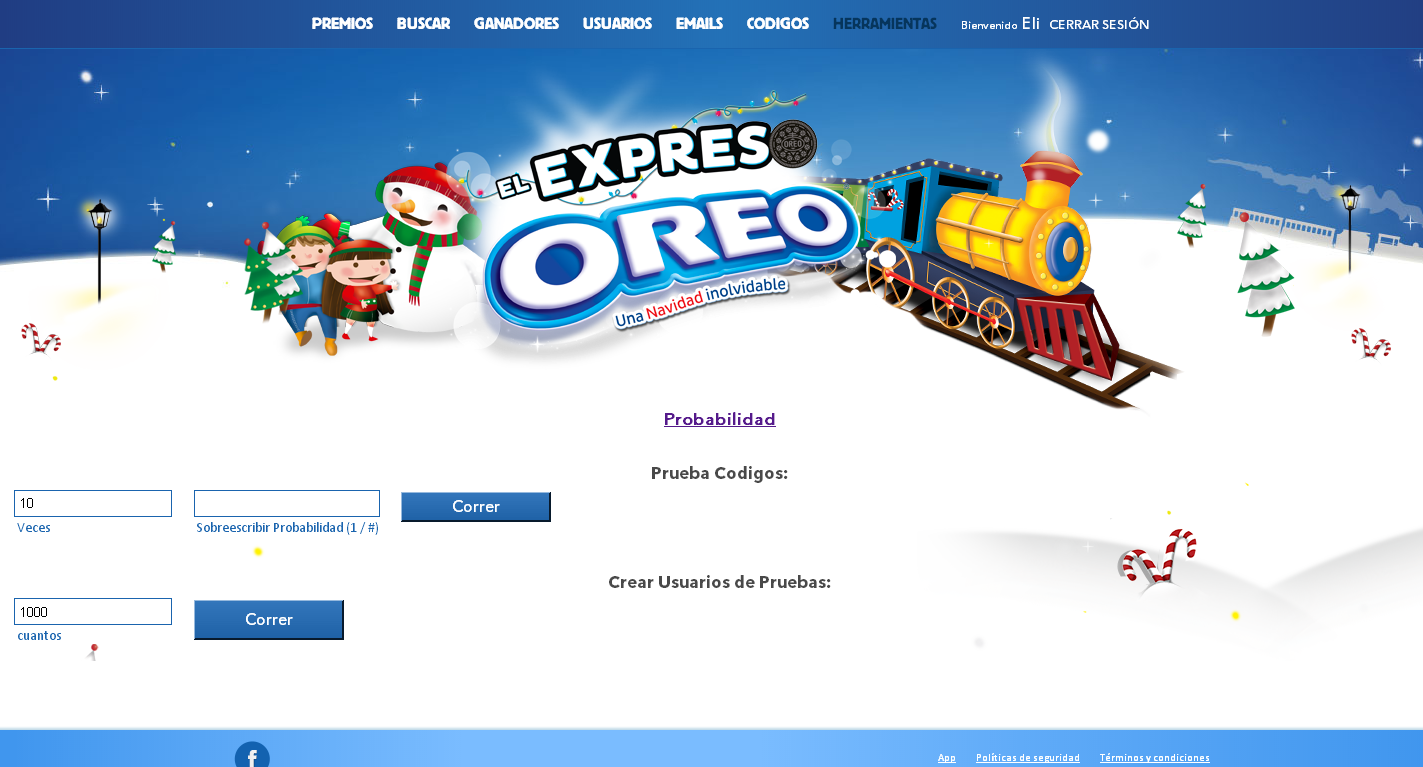 PREMIOS BUSCAR GANADORES USUARIOS EMAILS CODIGOS HERRAMIENTAS Bienvenido Eli CERRAR SESIÓN
EL EXPRESO
OREO
OREO
Una Navidad inolvidable
Probabilidad
Prueba Codigos:
10 Correr
Veces Sobreescribir Probabilidad (1 / #)
Crear Usuarios de Pruebas:
1000 Correr
cuantos
f App Políticas de seguridad Términos y condiciones